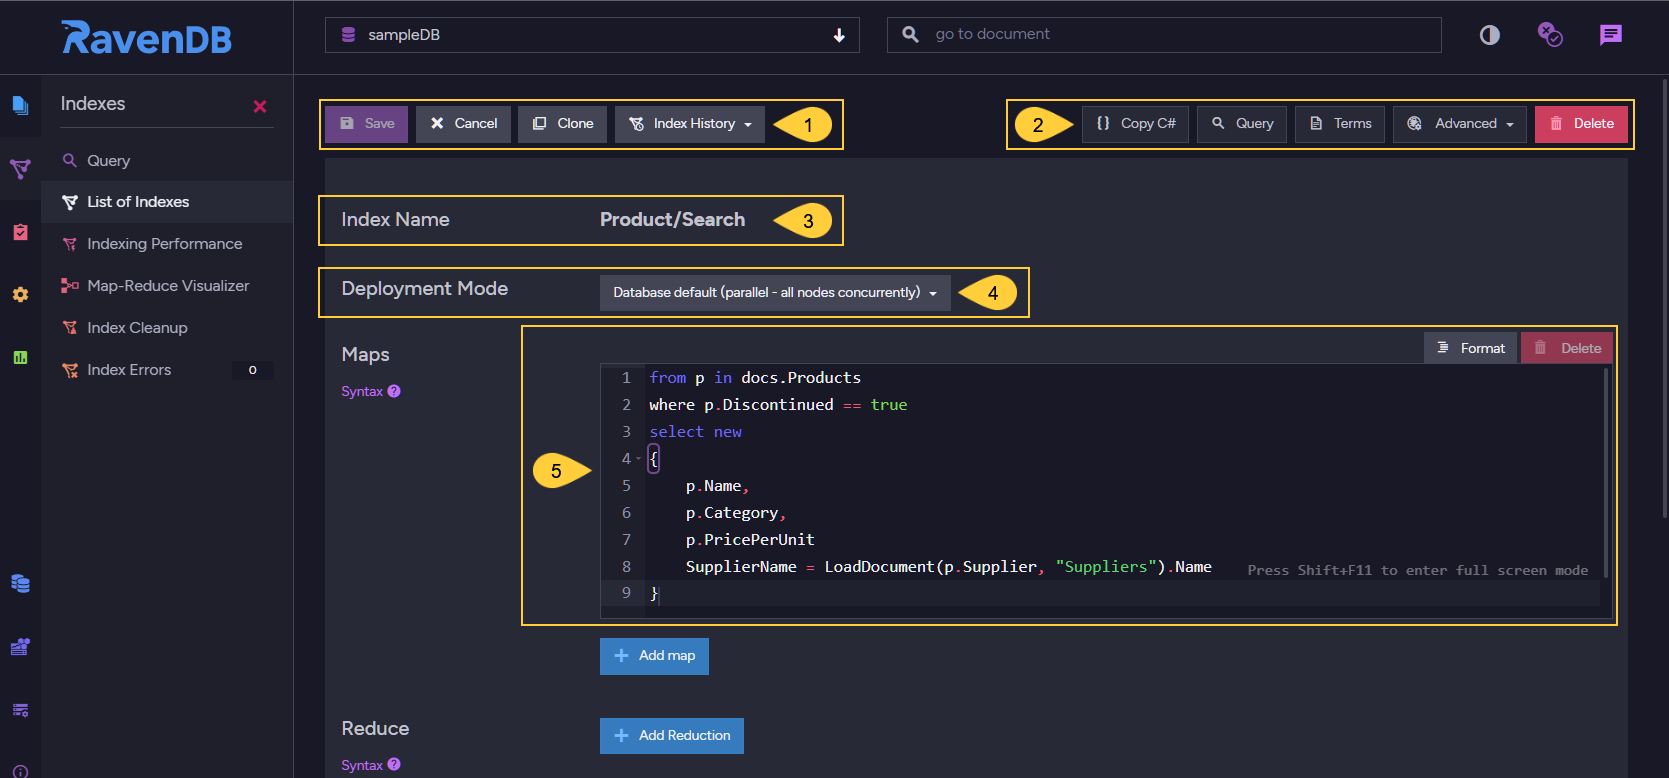 RavenDB
sampleDB
go to document
Indexes
Query
List of Indexes
Indexing Performance
Map-Reduce Visualizer
Index Cleanup
Index Errors 0
Save Cancel Clone Index History 1
2 Copy C# Query Terms Advanced Delete
Index Name Product/Search 3
Deployment Mode Database default (parallel - all nodes concurrently) 4
Maps
Syntax ?
Format Delete
5
1 from p in docs.Products
2 where p.Discontinued == true
3 select new
4 {
5 p.Name,
6 p.Category,
7 p.PricePerUnit
8 SupplierName = LoadDocument(p.Supplier, "Suppliers").Name
Press Shift+F11 to enter full screen mode
9 }
Add map
Reduce
Add Reduction
Syntax ?